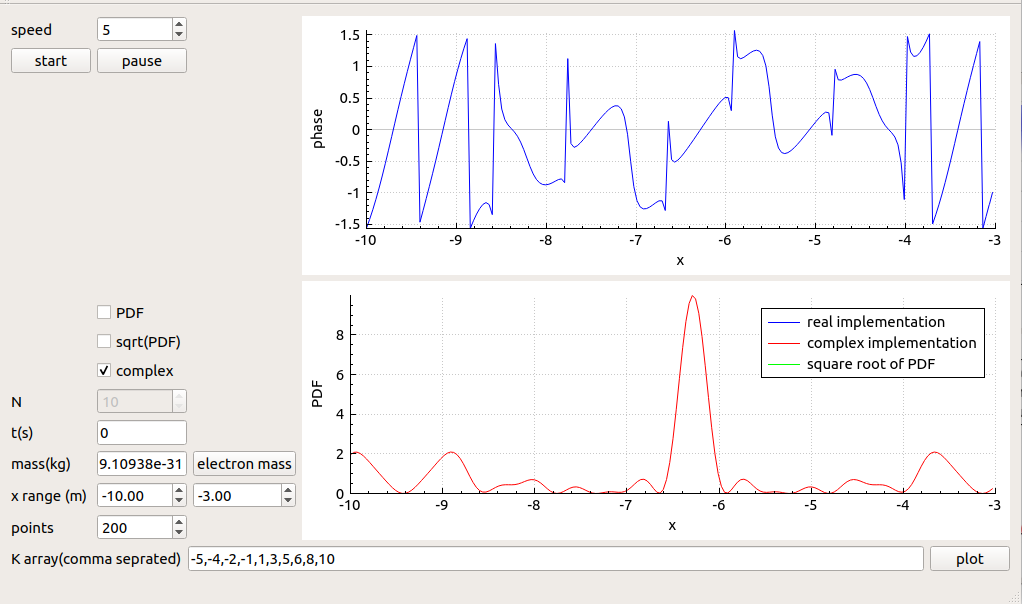 speed 5
start pause
1.5
1
0.5
0
-0.5
-1
-1.5
phase
-10 -9 -8 -7 -6 -5 -4 -3
x
PDF
sqrt(PDF)
complex
N 10
t(s) 0
mass(kg) 9.10938e-31 electron mass
x range (m) -10.00 -3.00
points 200
real implementation
complex implementation
square root of PDF
8
6
4
2
0
PDF
-10 -9 -8 -7 -6 -5 -4 -3
x
K array(comma seprated) -5,-4,-2,-1,1,3,5,6,8,10 plot